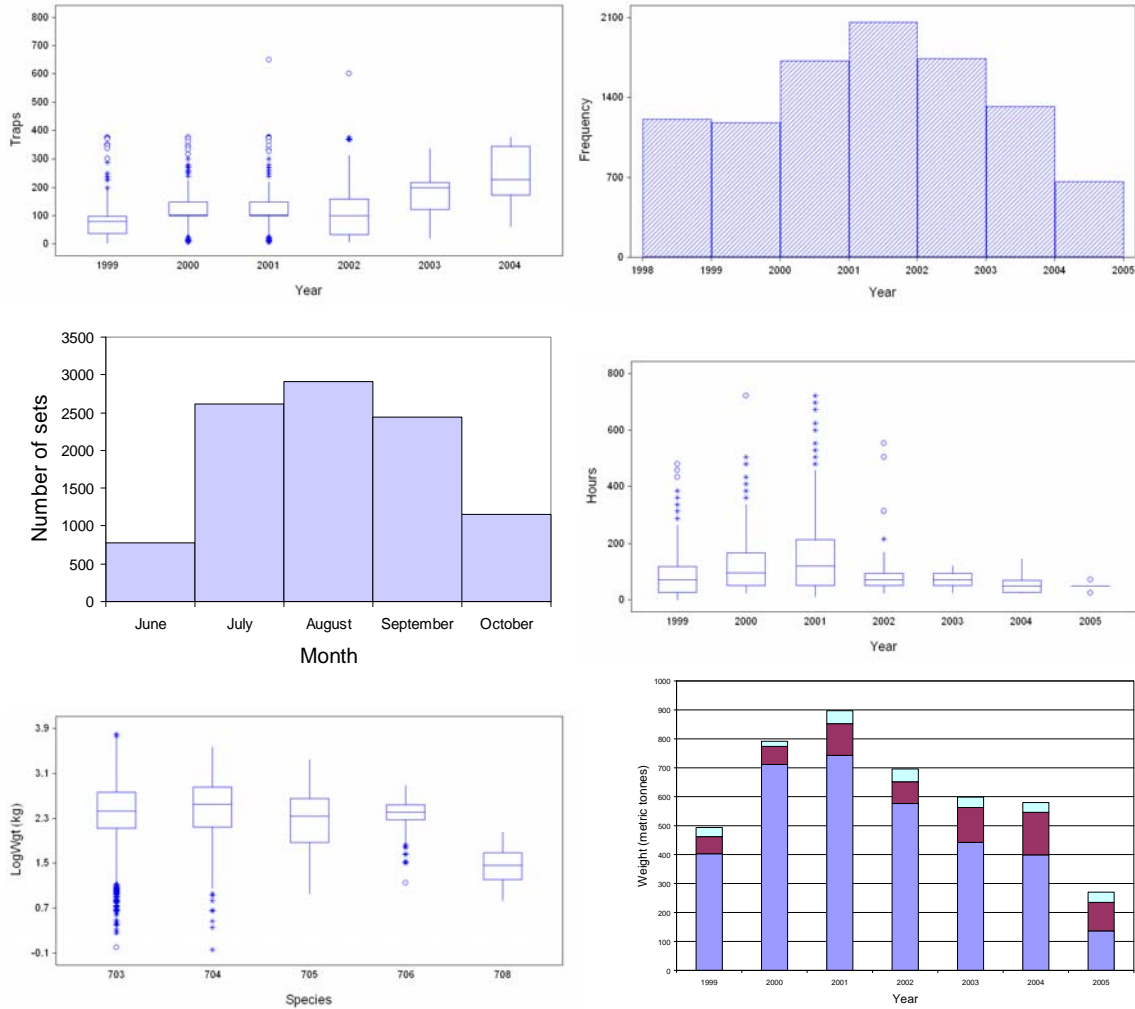 Traps
800
700
600
500
400
300
200
100
0
1999 2000 2001 2002 2003 2004
Year
Frequency
2100
1400
700
0
1998 1999 2000 2001 2002 2003 2004 2005
Year
Number of sets
3500
3000
2500
2000
1500
1000
500
0
June July August September October
Month
Hours
800
600
400
200
0
1999 2000 2001 2002 2003 2004 2005
Year
LogWgt (kg)
3.9
3.1
2.3
1.5
0.7
-0.1
703 704 705 706 708
Species
Weight (metric tonnes)
1000
900
800
700
600
500
400
300
200
100
0
1999 2000 2001 2002 2003 2004 2005
Year